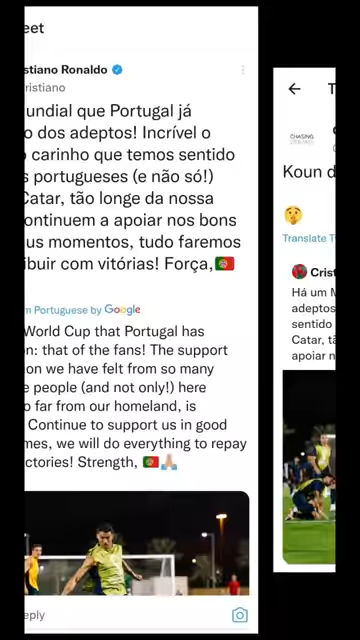 eet
stiano Ronaldo
ristiano
undial que Portugal já
o dos adeptos! Incrível o
o carinho que temos sentido
s portugueses (e não só!)
Catar, tão longe da nossa
ontinuem a apoiar nos bons
us momentos, tudo faremos
ibuir com vitórias! Força,🇵🇹
m Portuguese by Google
World Cup that Portugal has
n: that of the fans! The support
ion we have felt from so many
e people (and not only!) here
o far from our homeland, is
Continue to support us in good
mes, we will do everything to repay
ctories! Strength, 🇵🇹🙏🏼
eply
T
CHASING
Koun d
🤫
Translate T
Crist
Há um M
adeptos
sentido
Catar, tã
apoiar n